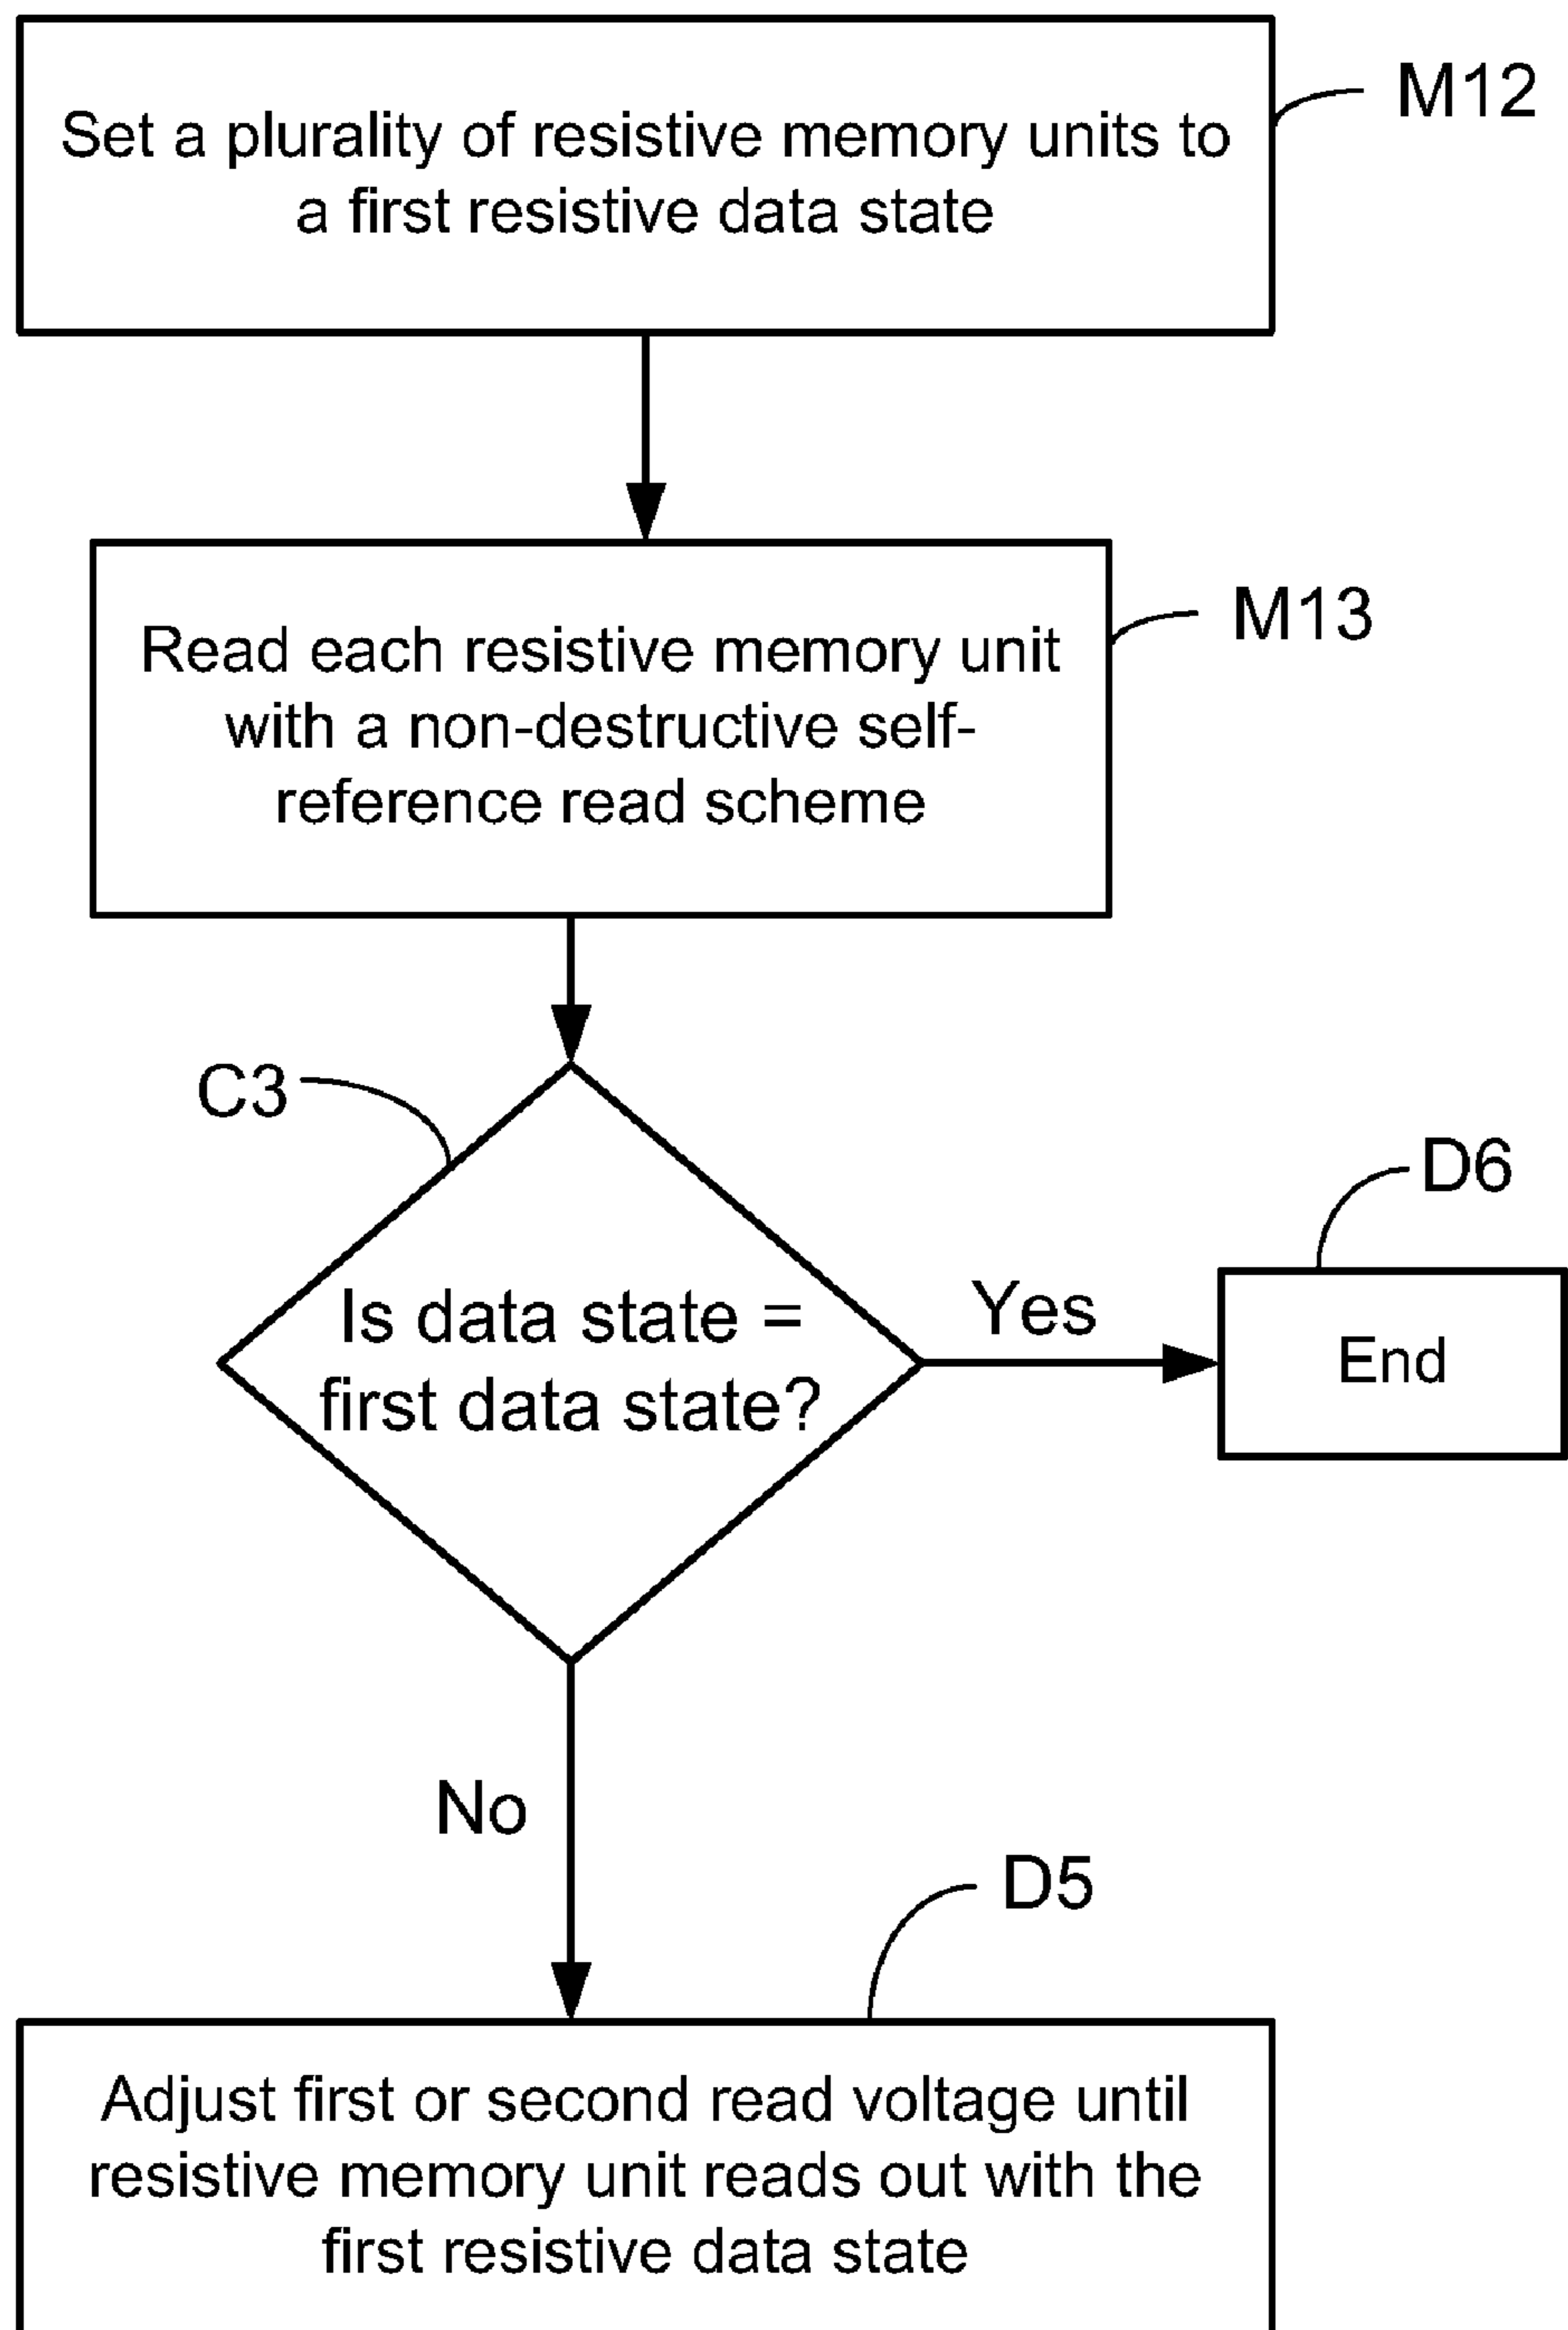 M12
Set a plurality of resistive memory units to
a first resistive data state
M13
Read each resistive memory unit
with a non-destructive self-
reference read scheme
C3
D6
Is data state =
first data state?
Yes
End
No
D5
Adjust first or second read voltage until
resistive memory unit reads out with the
first resistive data state